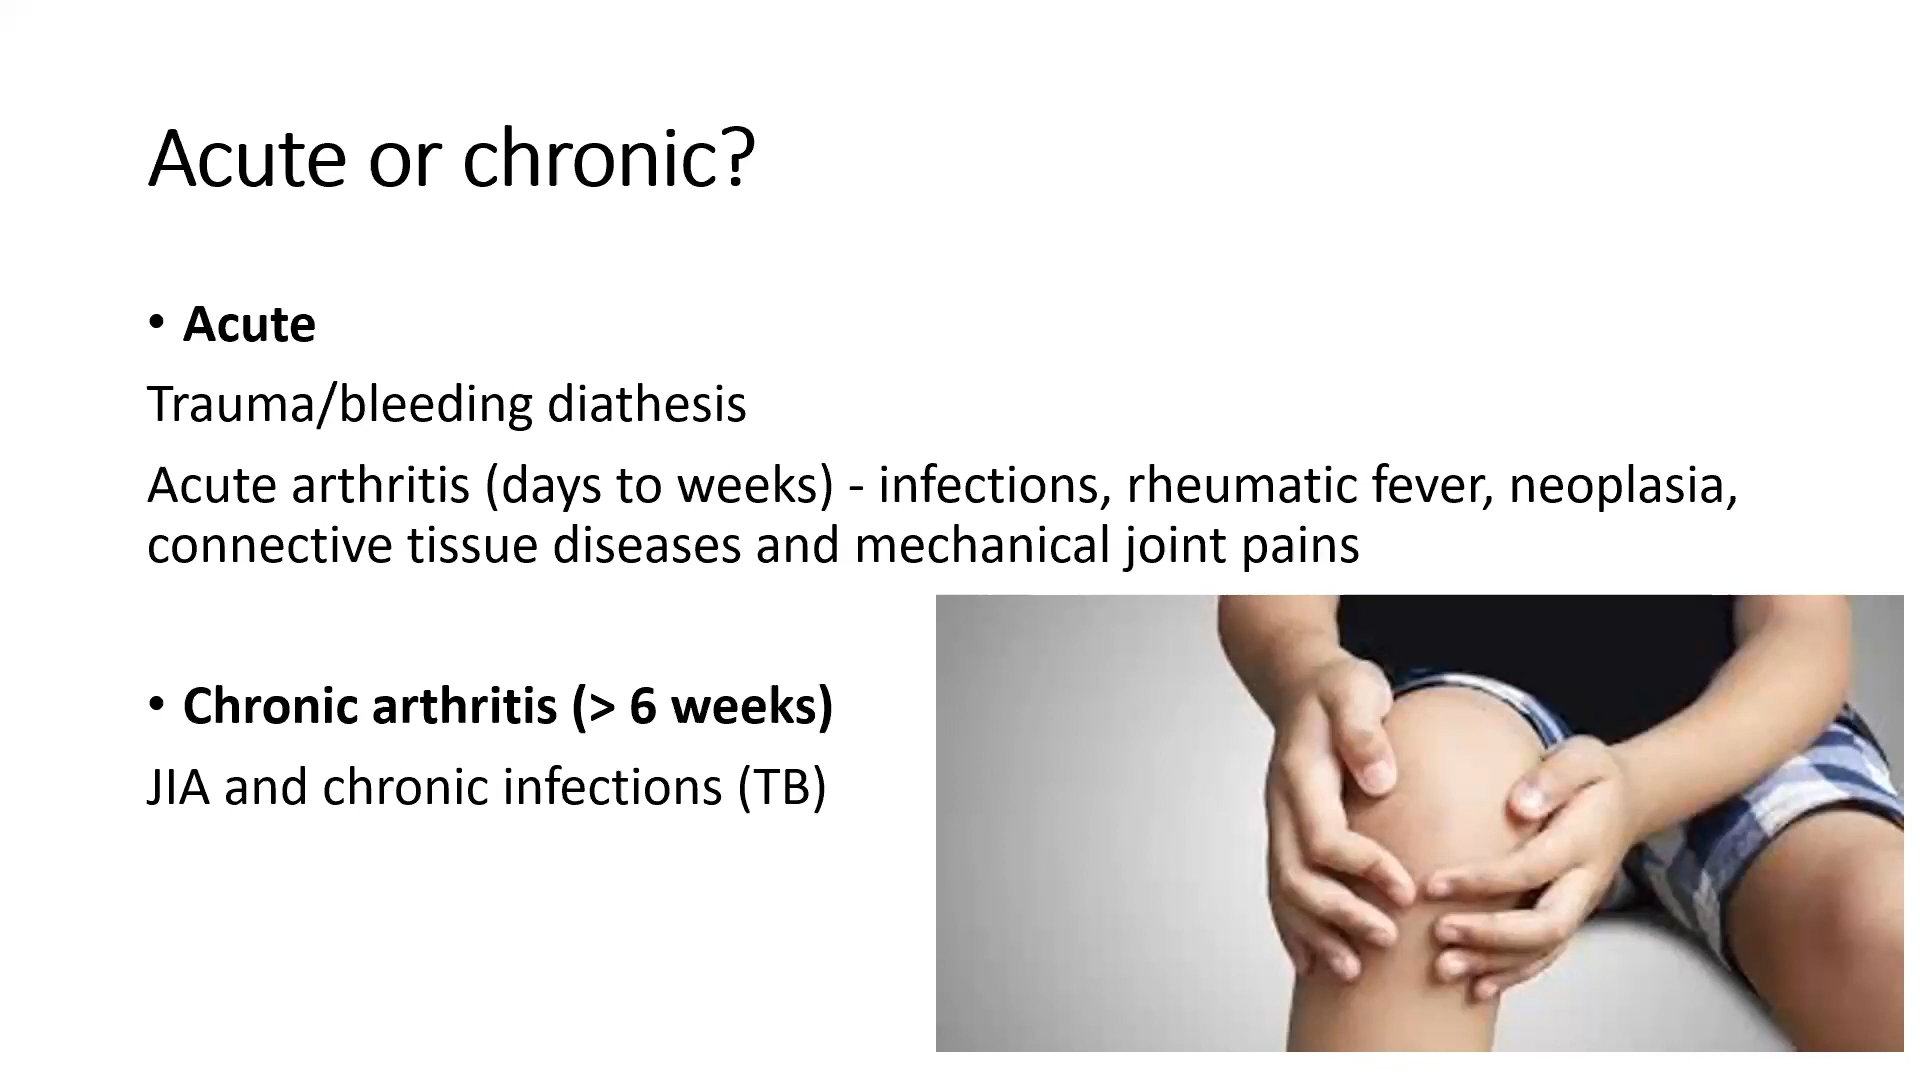 Acute or chronic?
• Acute
Trauma/bleeding diathesis
Acute arthritis (days to weeks) - infections, rheumatic fever, neoplasia,
connective tissue diseases and mechanical joint pains
• Chronic arthritis (> 6 weeks)
JIA and chronic infections (TB)